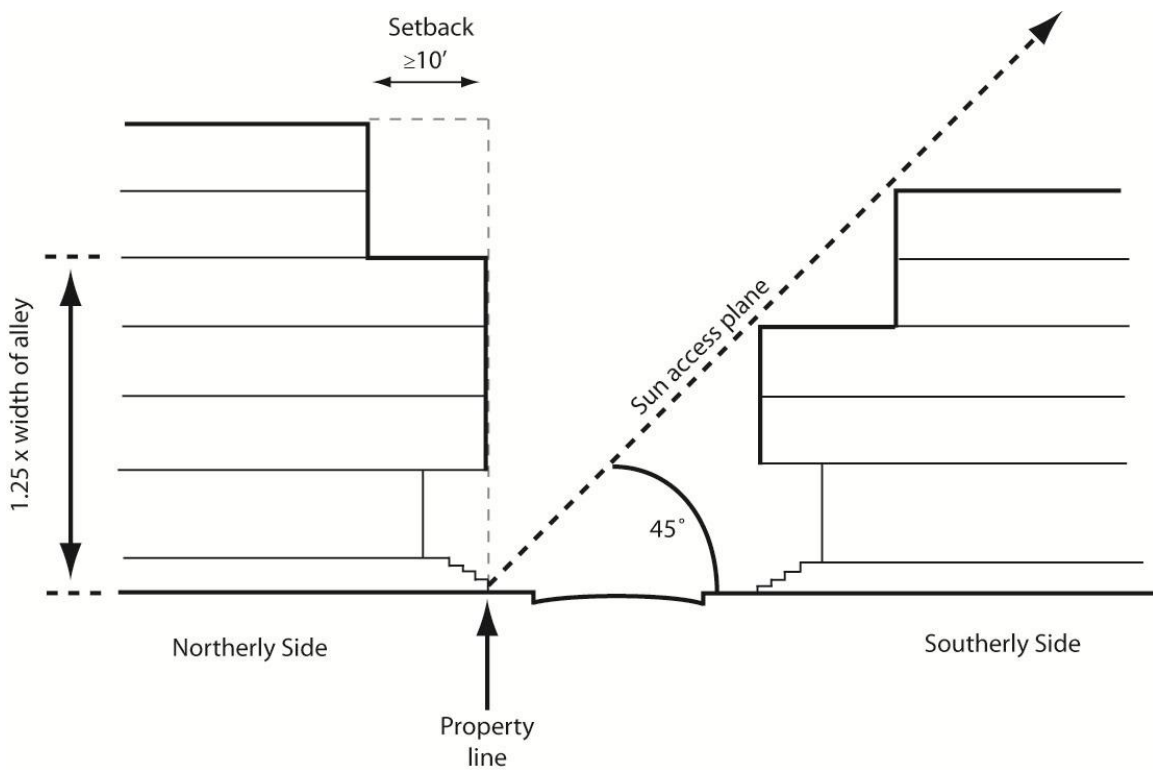 Setback
≥10’
1.25 x width of alley
Sun access plane
45°
Northerly Side
Southerly Side
Property
line